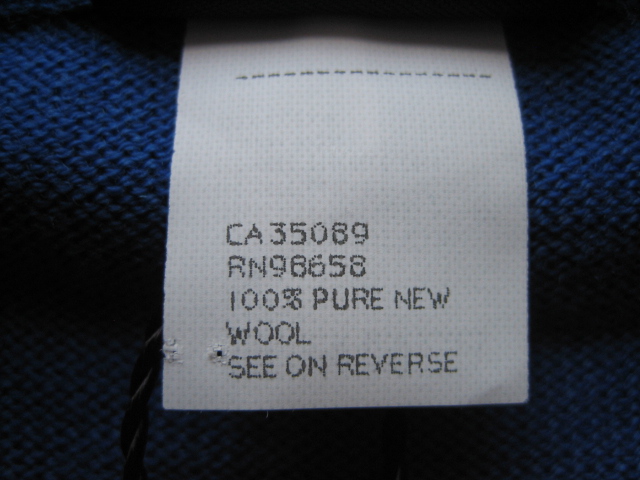 CA35089
RN98658
100% PURE NEW
WOOL
SEE ON REVERSE